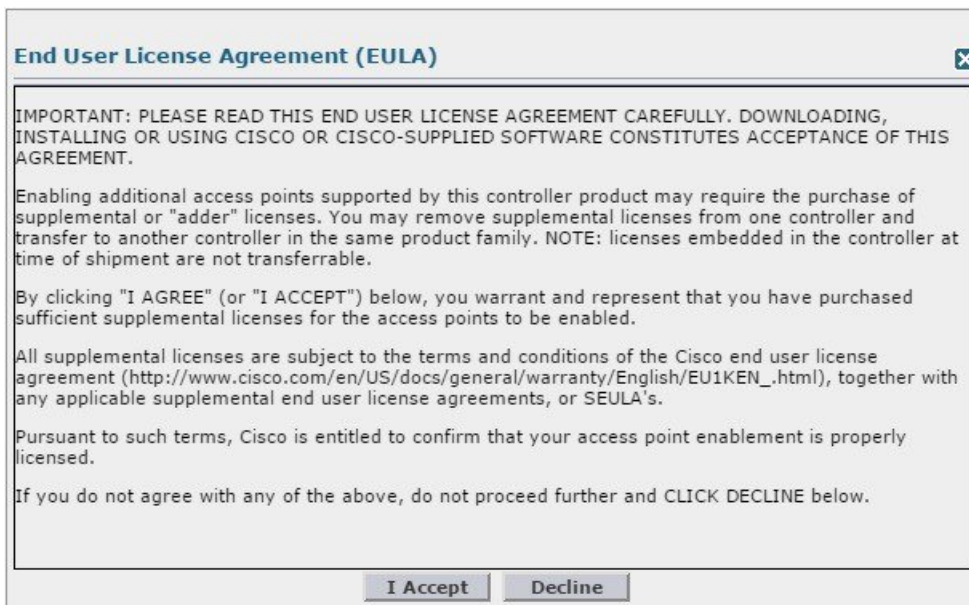 End User License Agreement (EULA)
IMPORTANT: PLEASE READ THIS END USER LICENSE AGREEMENT CAREFULLY. DOWNLOADING,
INSTALLING OR USING CISCO OR CISCO-SUPPLIED SOFTWARE CONSTITUTES ACCEPTANCE OF THIS
AGREEMENT.
Enabling additional access points supported by this controller product may require the purchase of
supplemental or "adder" licenses. You may remove supplemental licenses from one controller and
transfer to another controller in the same product family. NOTE: licenses embedded in the controller at
time of shipment are not transferrable.
By clicking "I AGREE" (or "I ACCEPT") below, you warrant and represent that you have purchased
sufficient supplemental licenses for the access points to be enabled.
All supplemental licenses are subject to the terms and conditions of the Cisco end user license
agreement (http://www.cisco.com/en/US/docs/general/warranty/English/EU1KEN_.html), together with
any applicable supplemental end user license agreements, or SEULA's.
Pursuant to such terms, Cisco is entitled to confirm that your access point enablement is properly
licensed.
If you do not agree with any of the above, do not proceed further and CLICK DECLINE below.
I Accept Decline